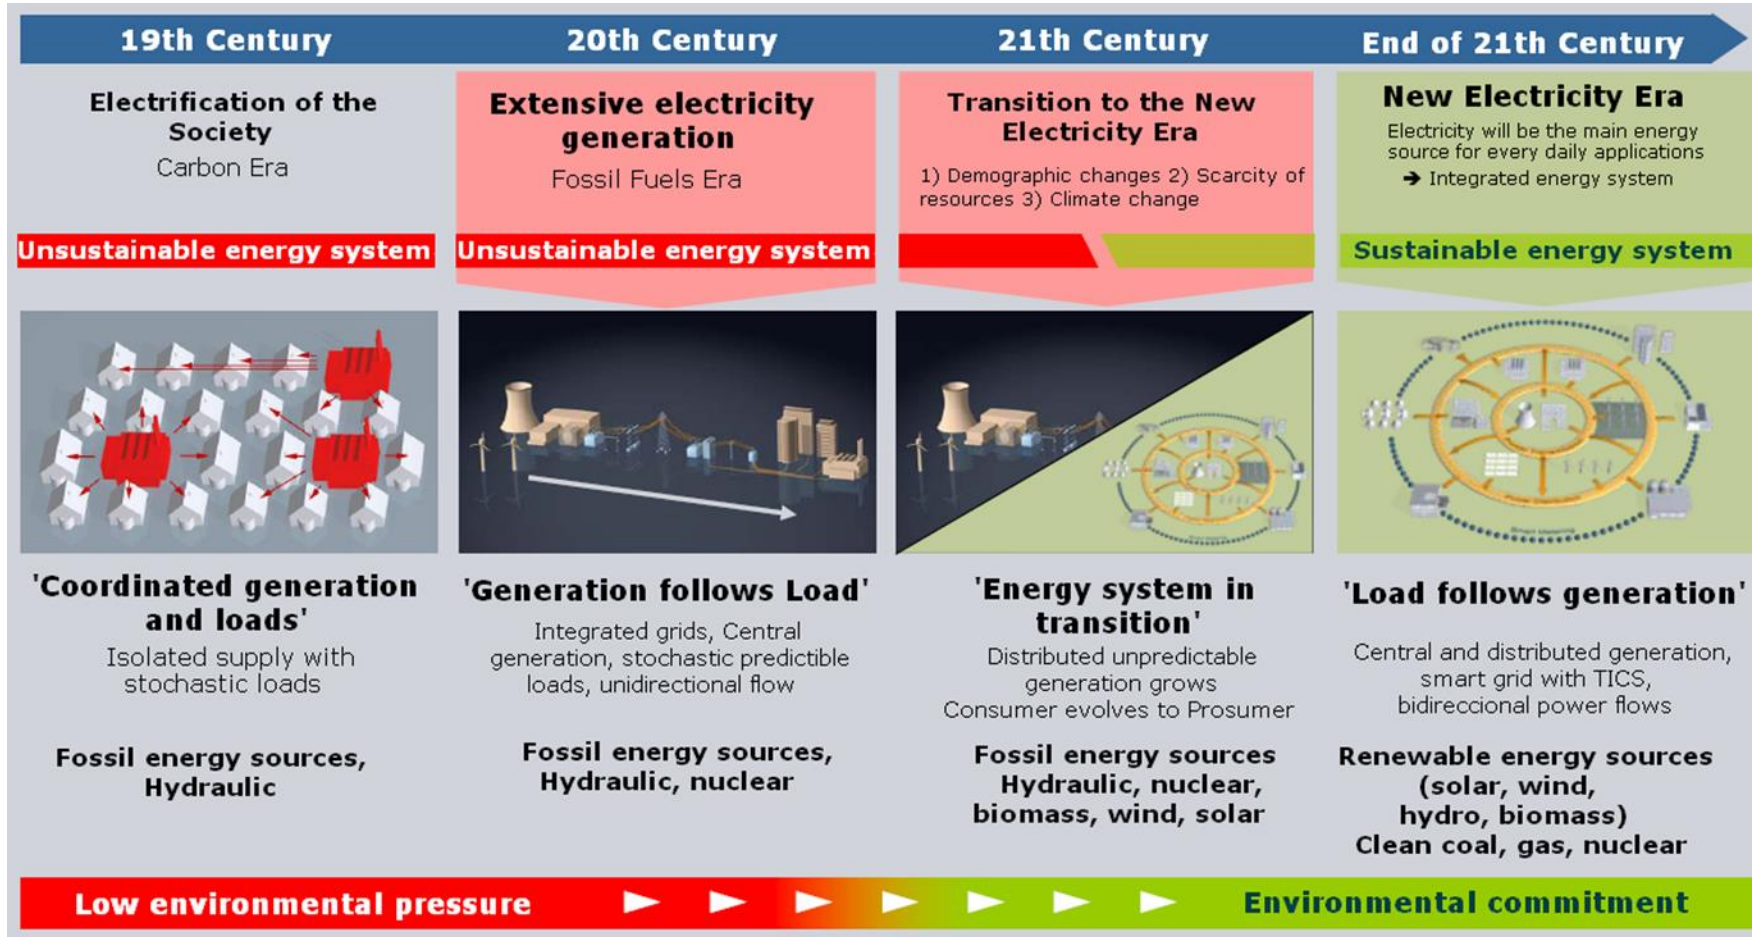 19th Century
20th Century
21th Century
End of 21th Century
Electrification of the
Society
Carbon Era
Unsustainable energy system
Extensive electricity
generation
Fossil Fuels Era
Unsustainable energy system
Transition to the New
Electricity Era
1) Demographic changes 2) Scarcity of
resources 3) Climate change
New Electricity Era
Electricity will be the main energy
source for every daily applications
➔ Integrated energy system
Sustainable energy system
'Coordinated generation
and loads'
Isolated supply with
stochastic loads
Fossil energy sources,
Hydraulic
'Generation follows Load'
Integrated grids, Central
generation, stochastic predictible
loads, unidirectional flow
Fossil energy sources,
Hydraulic, nuclear
'Energy system in
transition'
Distributed unpredictable
generation grows
Consumer evolves to Prosumer
Fossil energy sources
Hydraulic, nuclear,
biomass, wind, solar
'Load follows generation'
Central and distributed generation,
smart grid with TICS,
bidireccional power flows
Renewable energy sources
(solar, wind,
hydro, biomass)
Clean coal, gas, nuclear
Low environmental pressure
Environmental commitment